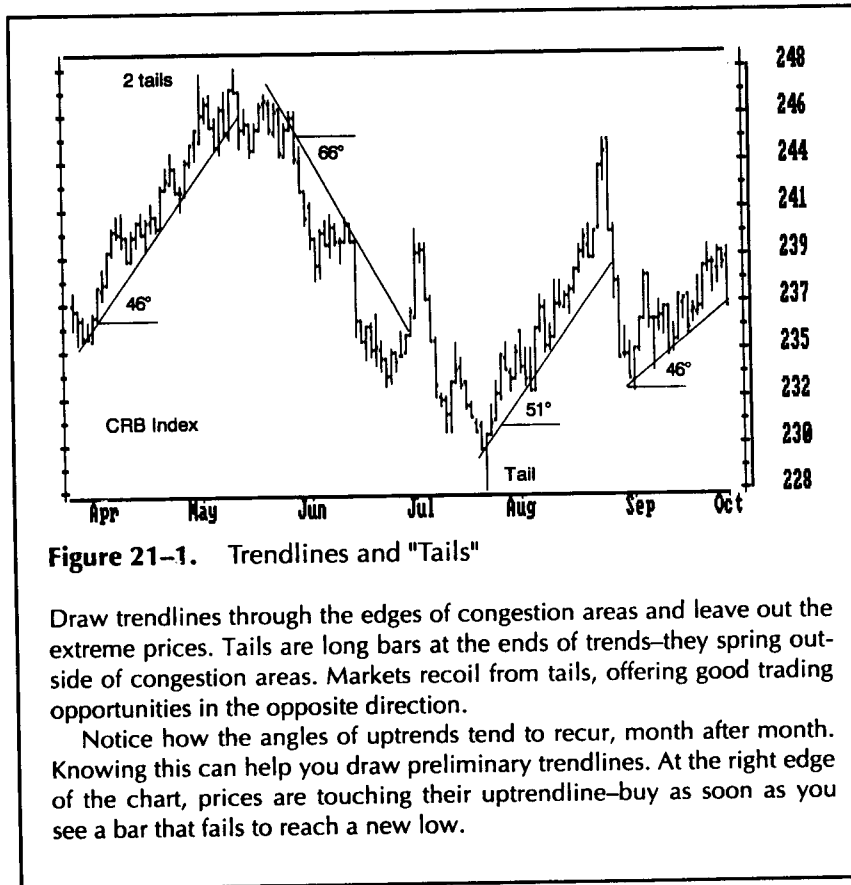 248
2 tails
246
66°
244
241
239
237
46°
235
46°
232
51°
CRB Index
230
Tail
228
Apr May Jun Jul Aug Sep Oct
Figure 21–1. Trendlines and "Tails"
Draw trendlines through the edges of congestion areas and leave out the
extreme prices. Tails are long bars at the ends of trends–they spring out-
side of congestion areas. Markets recoil from tails, offering good trading
opportunities in the opposite direction.
Notice how the angles of uptrends tend to recur, month after month.
Knowing this can help you draw preliminary trendlines. At the right edge
of the chart, prices are touching their uptrendline–buy as soon as you
see a bar that fails to reach a new low.